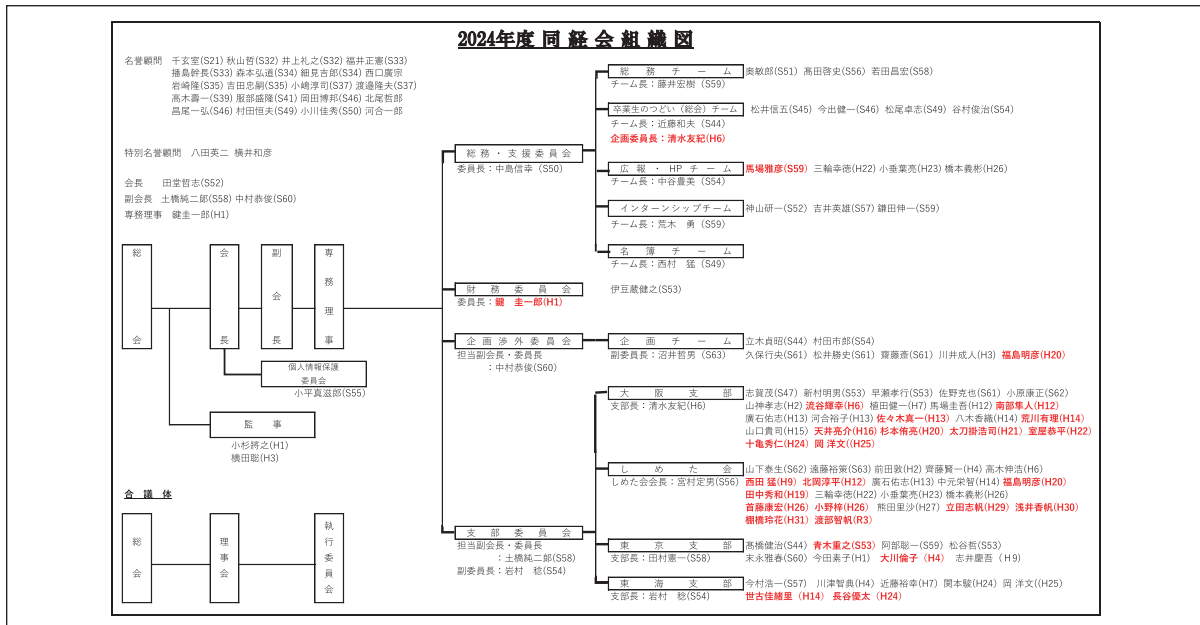 2024年度 同 経 会 組 織 図
名誉顧問　千玄室(S21) 秋山哲(S32) 井上礼之(S32) 福井正憲(S33)
播島幹長(S33) 森本弘道(S34) 細見吉郎(S34) 西口廣宗
岩崎隆(S35) 吉田忠嗣(S35) 小嶋淳司(S37) 渡邊隆夫(S37)
髙木壽一(S39) 服部盛隆(S41) 岡田博邦(S46) 北尾哲郎
昌尾一弘(S46) 村田恒夫(S49) 小川佳秀(S50) 河合一郎
特別名誉顧問　八田英二 横井和彦
会長　　田堂哲志(S52)
副会長　土橋純二郎(S58) 中村恭俊(S60)
専務理事　鍵圭一郎(H1)
総　会
会　長
副　会　長
専　務　理　事
個人情報保護
委員会
小平真滋郎(S55)
監　事
小杉將之(H1)
横田聡(H3)
合 議 体
総　会
理　事　会
執　行　委　員　会
総 務 ・ 支 援 委 員 会
委員長：中島信幸（S50）
財 務 委 員 会
委員長：鍵　圭一郎(H1)
企 画 渉 外 委 員 会
担当副会長・委員長
：中村恭俊(S60)
支 部 委 員 会
担当副会長・委員長
：土橋純二郎(S58)
副委員長：岩村　稔(S54)
総 務 チ ー ム
奥敏郎(S51) 髙田啓史(S56) 若田昌宏(S58)
チーム長：藤井宏樹（S59）
卒業生のつどい（総会）チーム
松井信五(S45) 今出健一(S46) 松尾卓志(S49) 谷村俊治(S54)
チーム長：近藤和夫（S44）
企画委員長：清水友紀(H6)
広 報 ・ HP チ ー ム
馬場雅彦(S59) 三輪幸徳(H22) 小垂葉亮(H23) 橋本義彬(H26)
チーム長：中谷豊美（S54）
インターンシップチーム
神山研一(S52) 吉井英雄(S57) 鎌田伸一(S59)
チーム長：荒木　勇（S59）
名 簿 チ ー ム
チーム長：西村　猛（S49）
伊豆蔵健之(S53)
企 画 チ ー ム
立木貞昭(S44) 村田市郎(S54)
副委員長：沼井哲男（S63）
久保行央(S61) 松井勝史(S61) 齋藤斎(S61) 川井成人(H3) 福島明彦(H20)
大 阪 支 部
志賀茂(S47) 新村明男(S53) 早瀬孝行(S53) 佐野克也(S61) 小原康正(S62)
支部長：清水友紀(H6)
山神孝志(H2) 流谷輝幸(H6) 植田健一(H7) 馬場圭吾(H12) 南部隼人(H12)
廣石佑志(H13) 河合裕子(H13) 佐々木真一(H13) 八木香織(H14) 荒川有理(H14)
山口貴司(H15) 天井亮介(H16) 杉本侑亮(H20) 太刀掛浩司(H21) 室屋恭平(H22)
十亀秀仁(H24) 岡 洋文((H25)
し め た 会
山下泰生(S62) 遠藤裕策(S63) 前田敦(H2) 齊藤賢一(H4) 高木伸浩(H6)
しめた会会長：宮村定男(S56)
西田 猛(H9) 北岡淳平(H12) 廣石佑志(H13) 中元栄智(H14) 福島明彦(H20)
田中秀和(H19) 三輪幸徳(H22) 小垂葉亮(H23) 橋本義彬(H26)
首藤康宏(H26) 小野梓(H26) 熊田里沙(H27) 立田志帆(H29) 浅井香帆(H30)
棚橋玲花(H31) 渡部智帆(R3)
東 京 支 部
髙橋健治(S44) 青木重之(S53) 阿部聡一(S59) 松谷哲(S53)
支部長：田村憲一(S58)
末永雅春(S60) 今田素子(H1) 大川倫子（H4） 志井慶吾（Ｈ9）
東 海 支 部
今村浩一(S57) 川津智典(H4) 近藤裕幸(H7) 関本駿(H24) 岡 洋文((H25)
支部長：岩村　稔(S54)
世古佳緒里（H14） 長谷優太（H24）